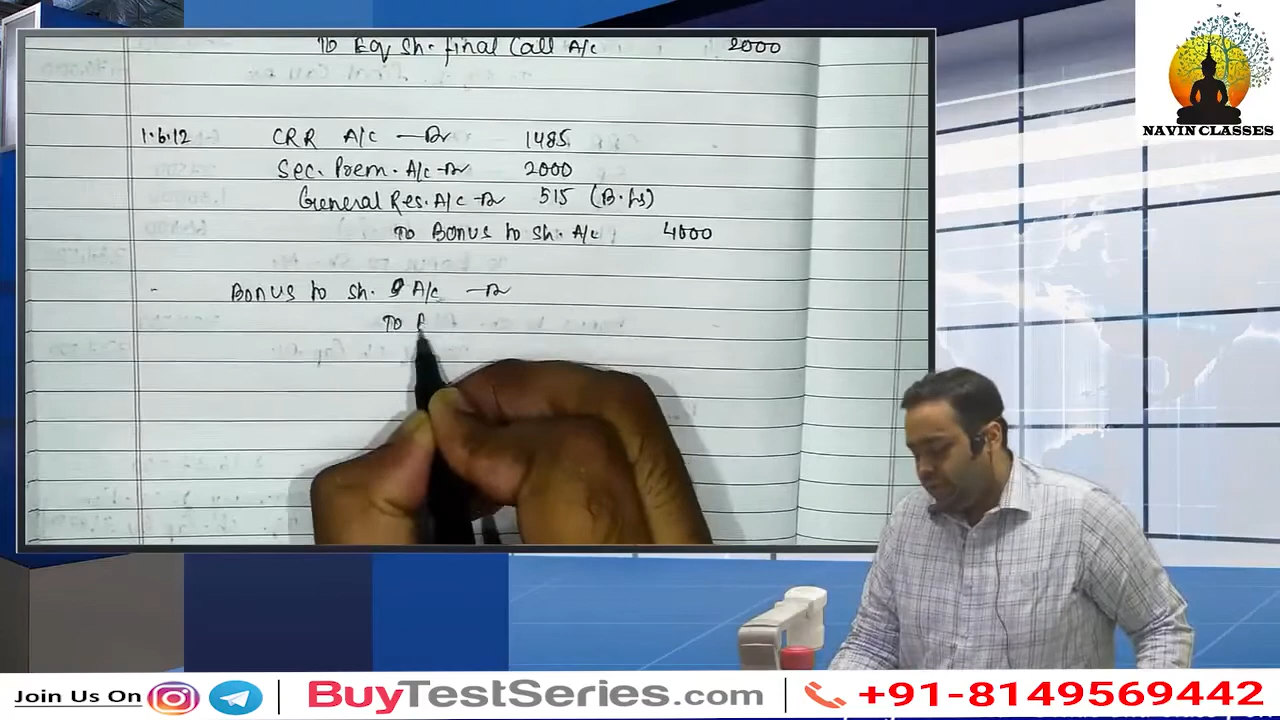 To Eq Sh. final Call A/c 2000
1.6.12 CRR A/c — Dr 1485
Sec. Prem. A/c - Dr 2000
General Res. A/c - Dr 515 (B.fs)
To Bonus to Sh. A/c 4000
Bonus to Sh. A/c — Dr
To
NAVIN CLASSES
Join Us On BuyTestSeries.com +91-8149569442